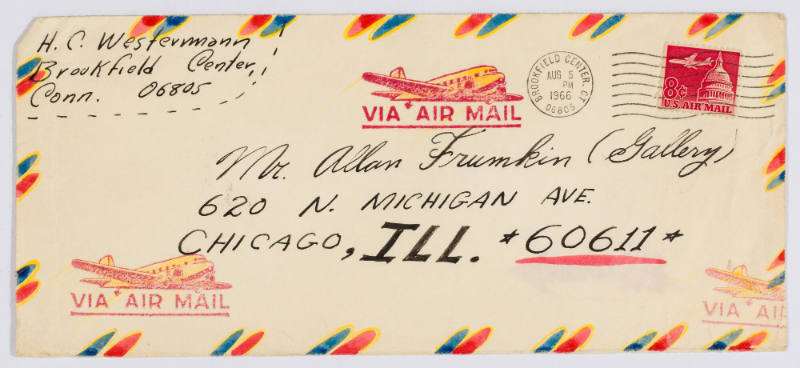 H. C. Westermann
Brookfield Center,
Conn. 06805
VIA AIR MAIL
BROOKFIELD CENTER, CT
AUG 5
PM
1966
06805
8¢
U.S. AIR MAIL
Mr. Allan Frumkin (Gallery)
620 N. MICHIGAN AVE.
CHICAGO, ILL. *60611*
VIA AIR MAIL
VIA AIR